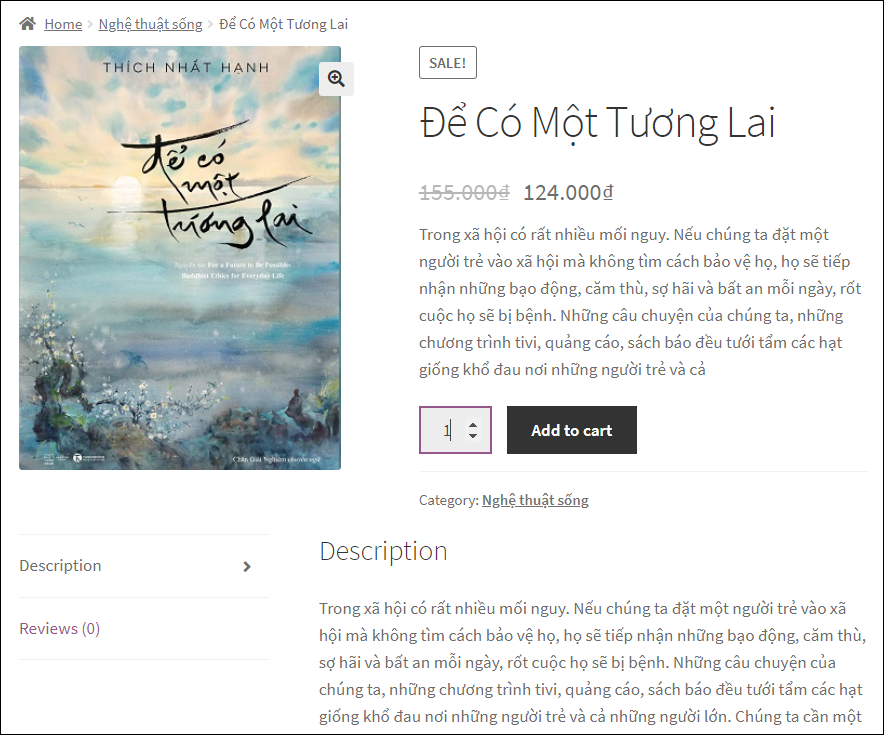 Home > Nghệ thuật sống > Để Có Một Tương Lai
THÍCH NHẤT HẠNH
để có
một
tương lai
Nguyên tác For a Future to Be Possible:
Buddhist Ethics for Everyday Life
Chân Giải Nghiêm chuyển ngữ
SALE!
Để Có Một Tương Lai
155.000₫ 124.000₫
Trong xã hội có rất nhiều mối nguy. Nếu chúng ta đặt một
người trẻ vào xã hội mà không tìm cách bảo vệ họ, họ sẽ tiếp
nhận những bạo động, căm thù, sợ hãi và bất an mỗi ngày, rốt
cuộc họ sẽ bị bệnh. Những câu chuyện của chúng ta, những
chương trình tivi, quảng cáo, sách báo đều tưới tẩm các hạt
giống khổ đau nơi những người trẻ và cả
1
Add to cart
Category: Nghệ thuật sống
Description
Reviews (0)
Description
Trong xã hội có rất nhiều mối nguy. Nếu chúng ta đặt một người trẻ vào xã
hội mà không tìm cách bảo vệ họ, họ sẽ tiếp nhận những bạo động, căm thù,
sợ hãi và bất an mỗi ngày, rốt cuộc họ sẽ bị bệnh. Những câu chuyện của
chúng ta, những chương trình tivi, quảng cáo, sách báo đều tưới tẩm các hạt
giống khổ đau nơi những người trẻ và cả những người lớn. Chúng ta cần một